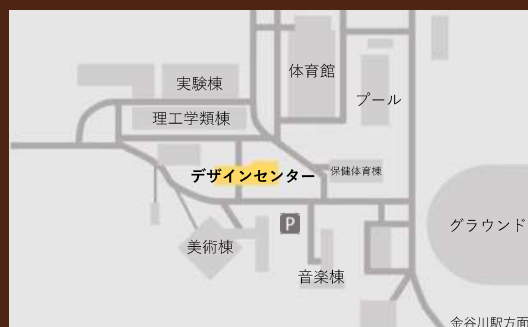 体育館
実験棟
プール
理工学類棟
デザインセンター
保健体育棟
P
グラウンド
美術棟
音楽棟
金谷川駅方面